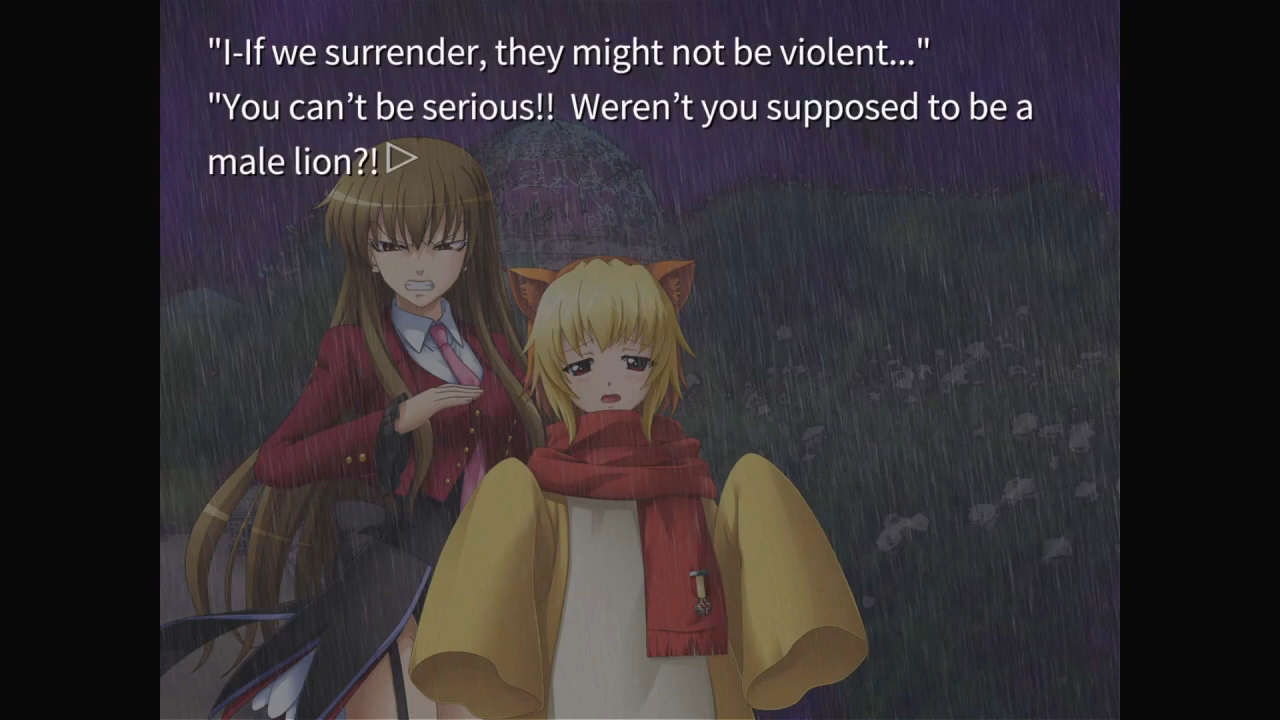 "I-If we surrender, they might not be violent..."
"You can’t be serious!!  Weren’t you supposed to be a
male lion?!